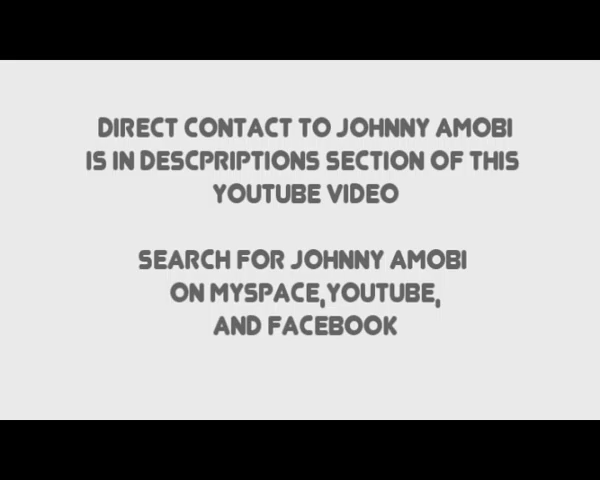 DIRECT CONTACT TO JOHNNY AMOBI
IS IN DESCPRIPTIONS SECTION OF THIS
YOUTUBE VIDEO
SEARCH FOR JOHNNY AMOBI
ON MYSPACE,YOUTUBE,
AND FACEBOOK